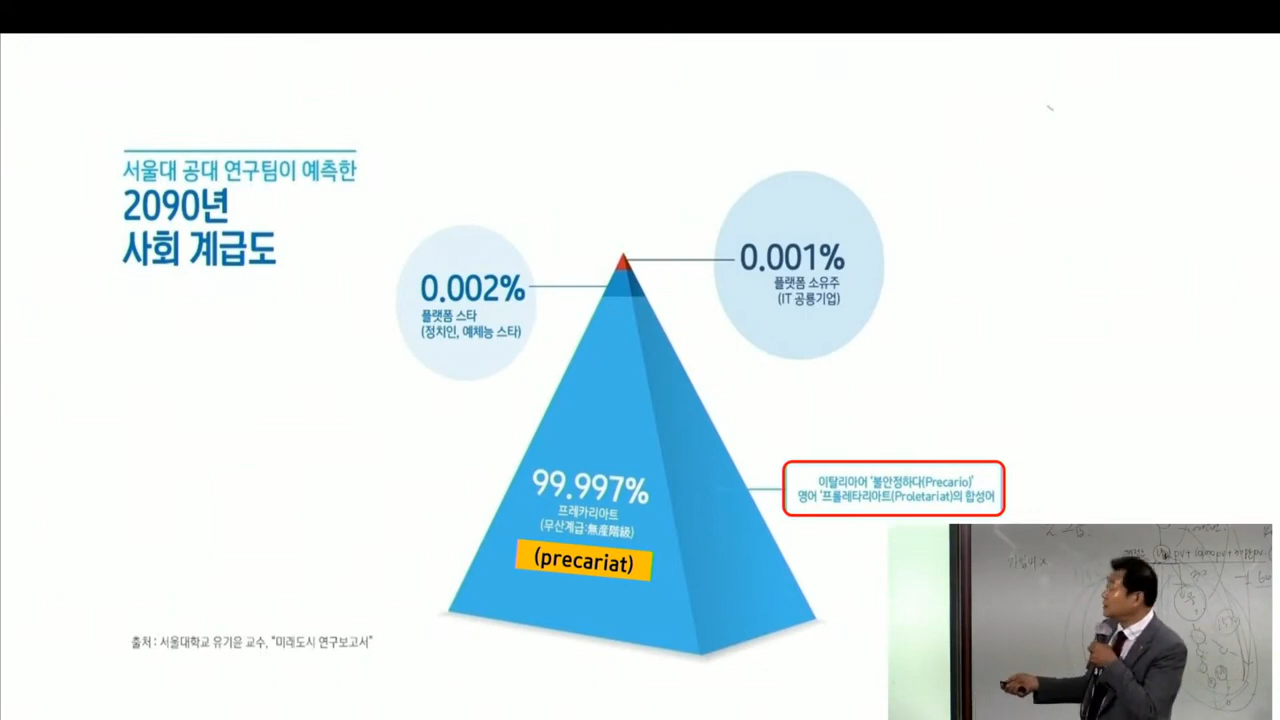 서울대 공대 연구팀이 예측한
2090년
사회 계급도
0.002%
플랫폼 스타
(정치인, 예체능 스타)
0.001%
플랫폼 소유주
(IT 공룡기업)
99.997%
프레카리아트
(무산계급:無産階級)
(precariat)
이탈리아어 '불안정하다(Precario)'
영어 '프롤레타리아트(Proletariat)의 합성어
출처 : 서울대학교 유기윤 교수, "미래도시 연구보고서"